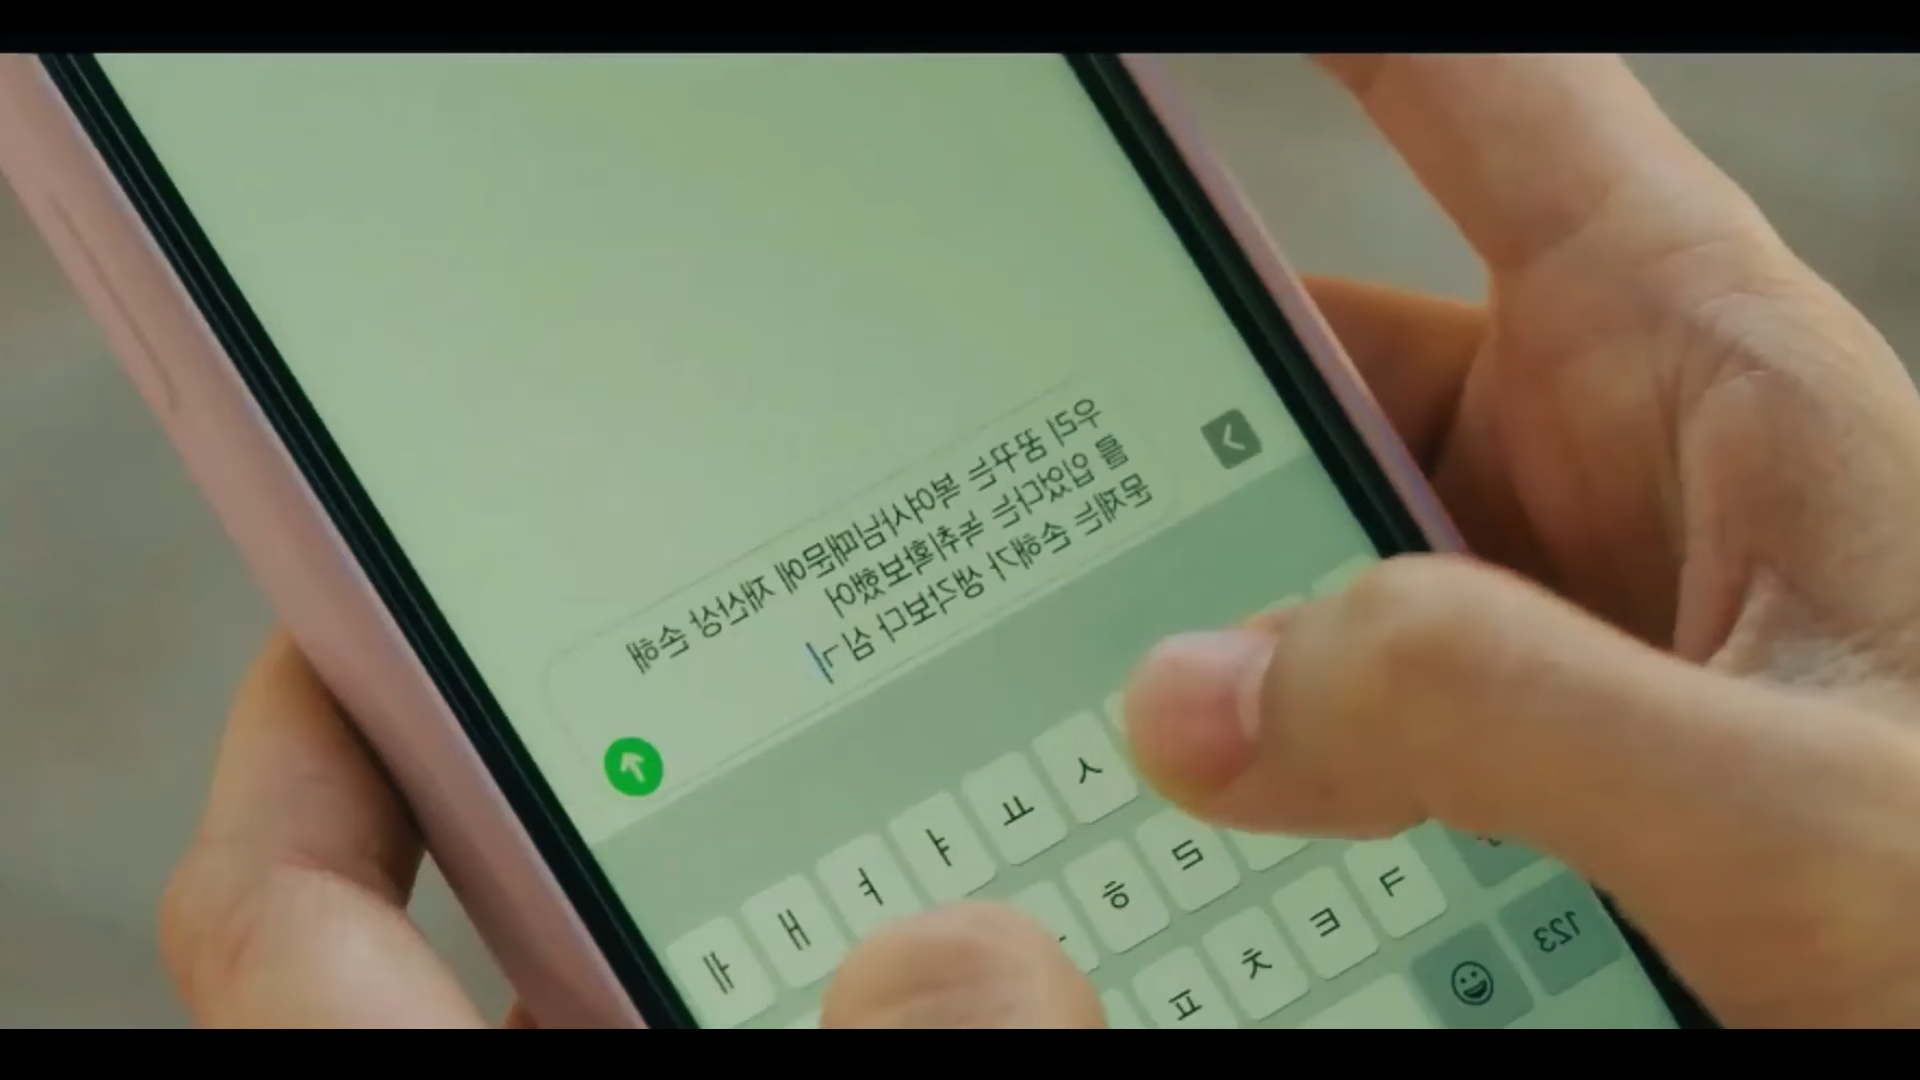 우리 꿈꾸는 복여사님때문에 재산상 손해
를 입었다는 녹취확보했어
문제는 손해가 생각보다 심ㄱ
ㅅ ㅛ ㅕ ㅑ ㅐ ㅔ
ㄹ ㅎ
ㅋ ㅌ ㅊ ㅍ
123